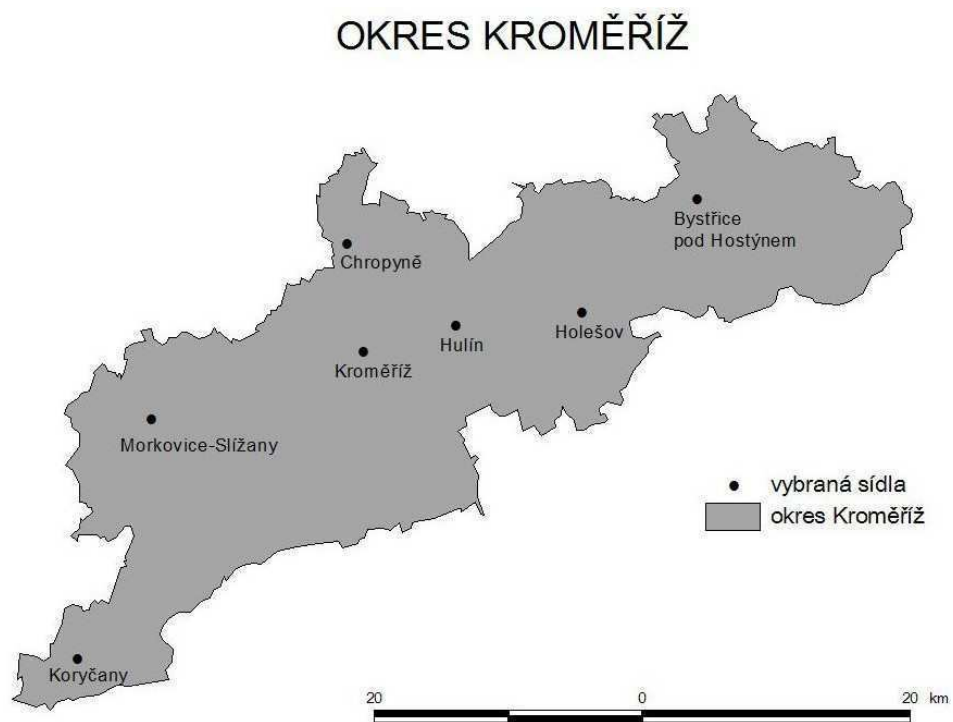 OKRES KROMĚŘÍŽ
Bystřice
pod Hostýnem
Chropyně
Holešov
Hulín
Kroměříž
Morkovice-Slížany
vybraná sídla
okres Kroměříž
Koryčany
20 0 20 km